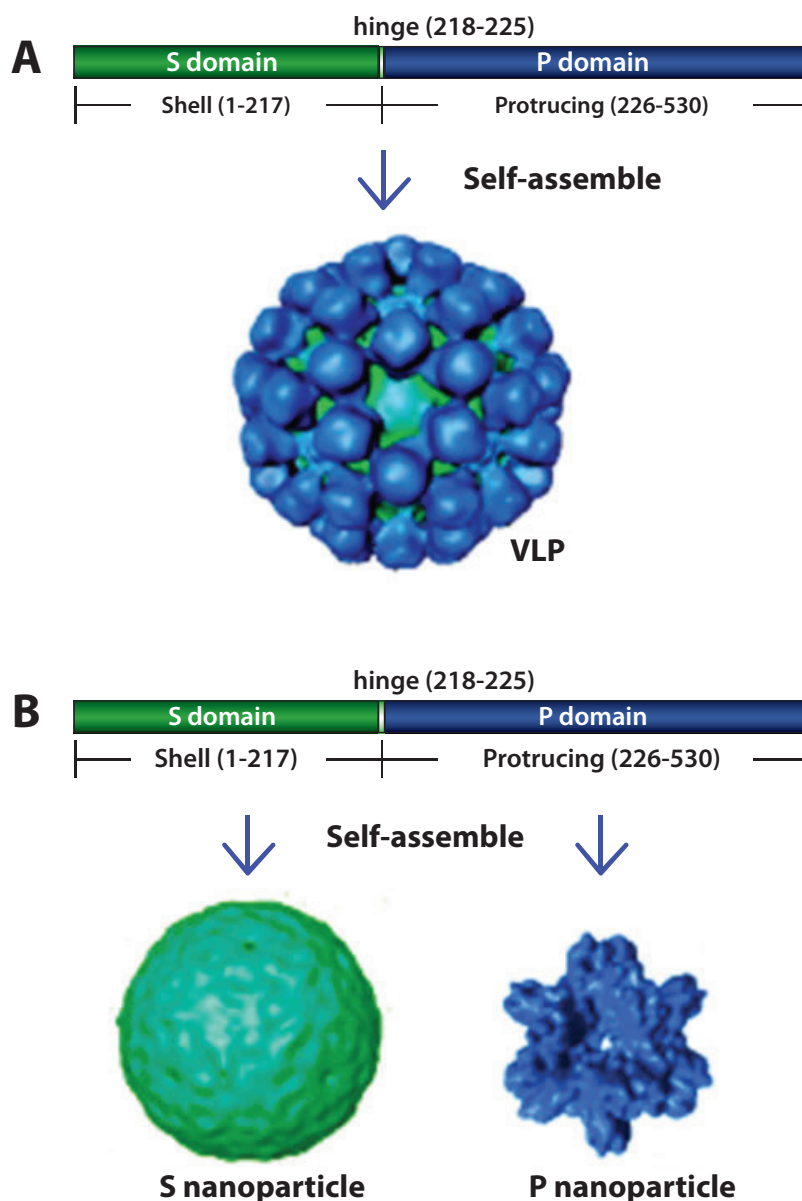 hinge (218-225)
A
S domain P domain
Shell (1-217) Protrucing (226-530)
Self-assemble
VLP
hinge (218-225)
B
S domain P domain
Shell (1-217) Protrucing (226-530)
Self-assemble
S nanoparticle P nanoparticle